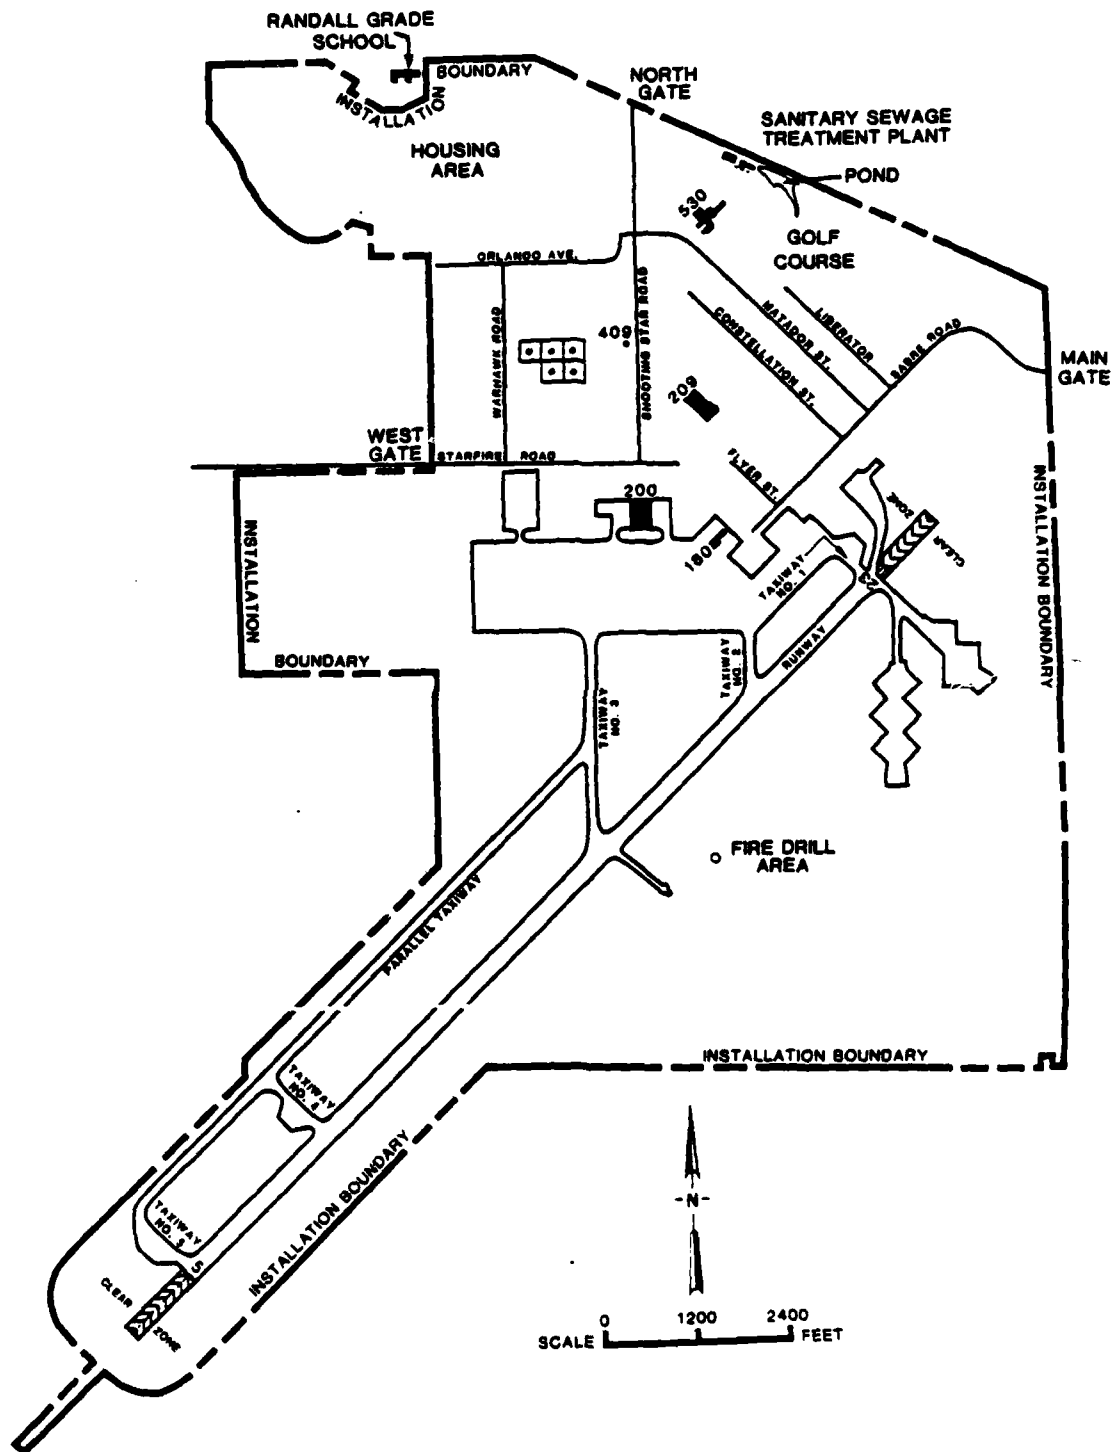 RANDALL GRADE
SCHOOL
BOUNDARY
INSTALLATION
NORTH
GATE
HOUSING
AREA
SANITARY SEWAGE
TREATMENT PLANT
POND
530
GOLF
COURSE
ORLANDO AVE.
WARHAWK ROAD
SHOOTING STAR ROAD
409
CONSTELLATION ST.
MATADOR ST.
LIBERATOR
SABRE ROAD
MAIN
GATE
209
WEST
GATE
STARFIRE ROAD
FLYER ST.
200
180
CLEAR
ZONE
INSTALLATION
BOUNDARY
INSTALLATION BOUNDARY
TAXIWAY
NO. 1
23
RUNWAY
TAXIWAY
NO. 2
TAXIWAY
NO. 3
FIRE DRILL
AREA
PARALLEL TAXIWAY
INSTALLATION BOUNDARY
TAXIWAY
NO. 4
INSTALLATION BOUNDARY
TAXIWAY
NO. 5
5
CLEAR
ZONE
-N-
0 1200 2400
SCALE FEET